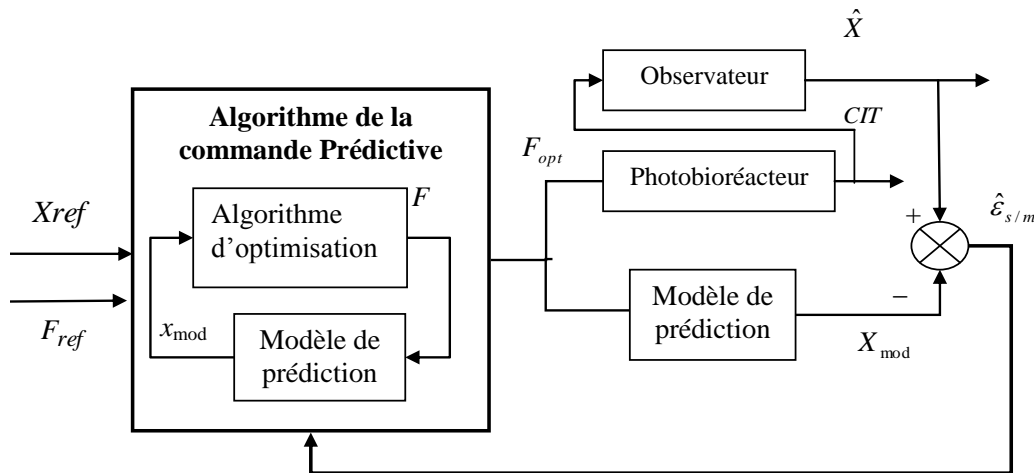 X̂
Observateur
Algorithme de la
commande Prédictive
CIT
F_opt
Photobioréacteur
F
Algorithme
d'optimisation
Xref
+
ε̂_s/m
F_ref
x_mod
Modèle de
prédiction
Modèle de
prédiction
−
X_mod